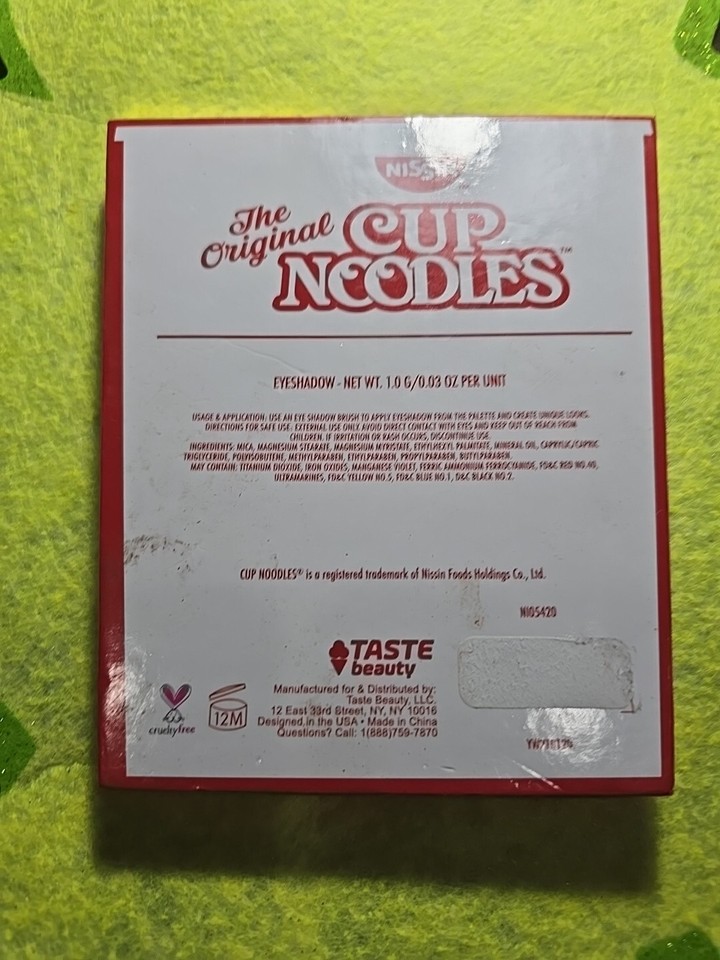 The Original CUP NOODLES™
EYESHADOW - NET WT. 1.0 G/0.03 OZ PER UNIT
USAGE & APPLICATION: USE AN EYE SHADOW BRUSH TO APPLY EYESHADOW FROM THE PALETTE AND CREATE UNIQUE LOOKS.
DIRECTIONS FOR SAFE USE: EXTERNAL USE ONLY AVOID DIRECT CONTACT WITH EYES AND KEEP OUT OF REACH FROM
CHILDREN. IF IRRITATION OR RASH OCCURS, DISCONTINUE USE.
INGREDIENTS: MICA, MAGNESIUM STEARATE, MAGNESIUM MYRISTATE, ETHYLHEXYL PALMITATE, MINERAL OIL, CAPRYLIC/CAPRIC
TRIGLYCERIDE, POLYISOBUTENE, METHYLPARABEN, ETHYLPARABEN, PROPYLPARABEN, BUTYLPARABEN.
MAY CONTAIN: TITANIUM DIOXIDE, IRON OXIDES, MANGANESE VIOLET, FERRIC AMMONIUM FERROCYANIDE, FD&C RED NO.40,
ULTRAMARINES, FD&C YELLOW NO.5, FD&C BLUE NO.1, D&C BLACK NO.2.
CUP NOODLES® is a registered trademark of Nissin Foods Holdings Co., Ltd.
NI05420
TASTE
beauty
Manufactured for & Distributed by:
Taste Beauty, LLC.
12 East 33rd Street, NY, NY 10016
Designed in the USA • Made in China
Questions? Call: 1(888)759-7870
crueltyfree
12M